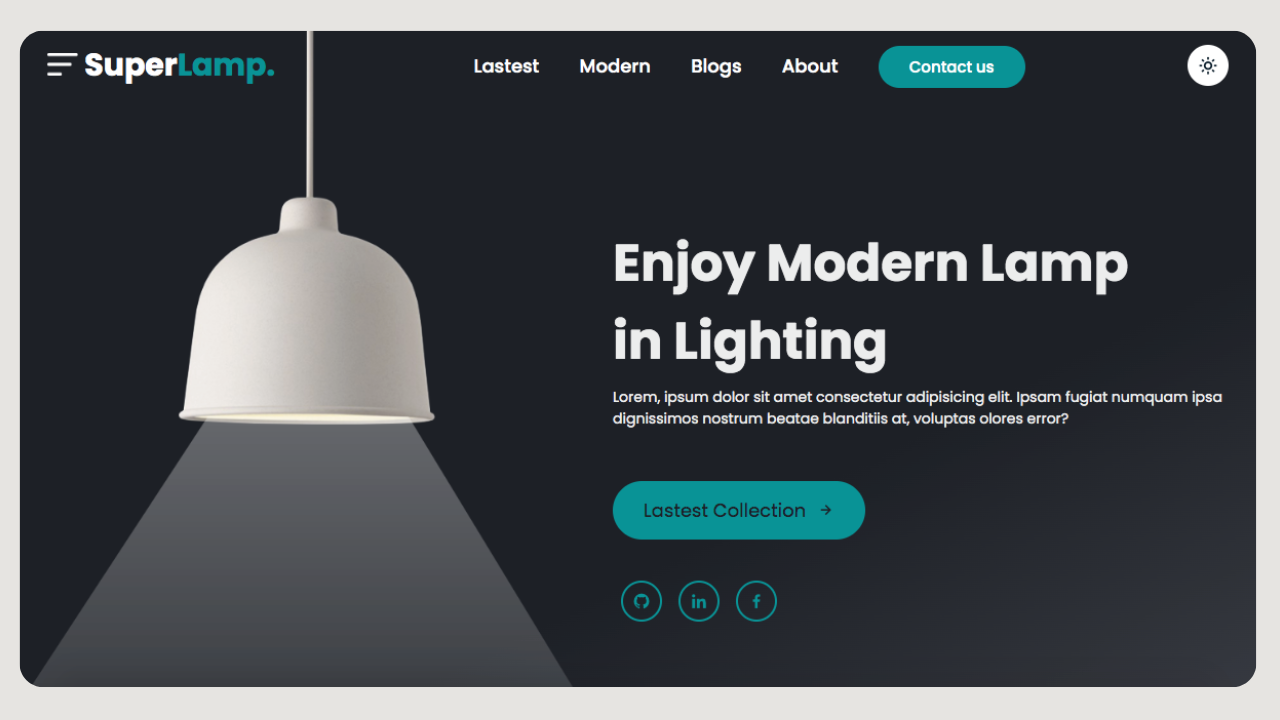 SuperLamp.
Lastest
Modern
Blogs
About
Contact us
Enjoy Modern Lamp
in Lighting
Lorem, ipsum dolor sit amet consectetur adipisicing elit. Ipsam fugiat numquam ipsa
dignissimos nostrum beatae blanditiis at, voluptas olores error?
Lastest Collection